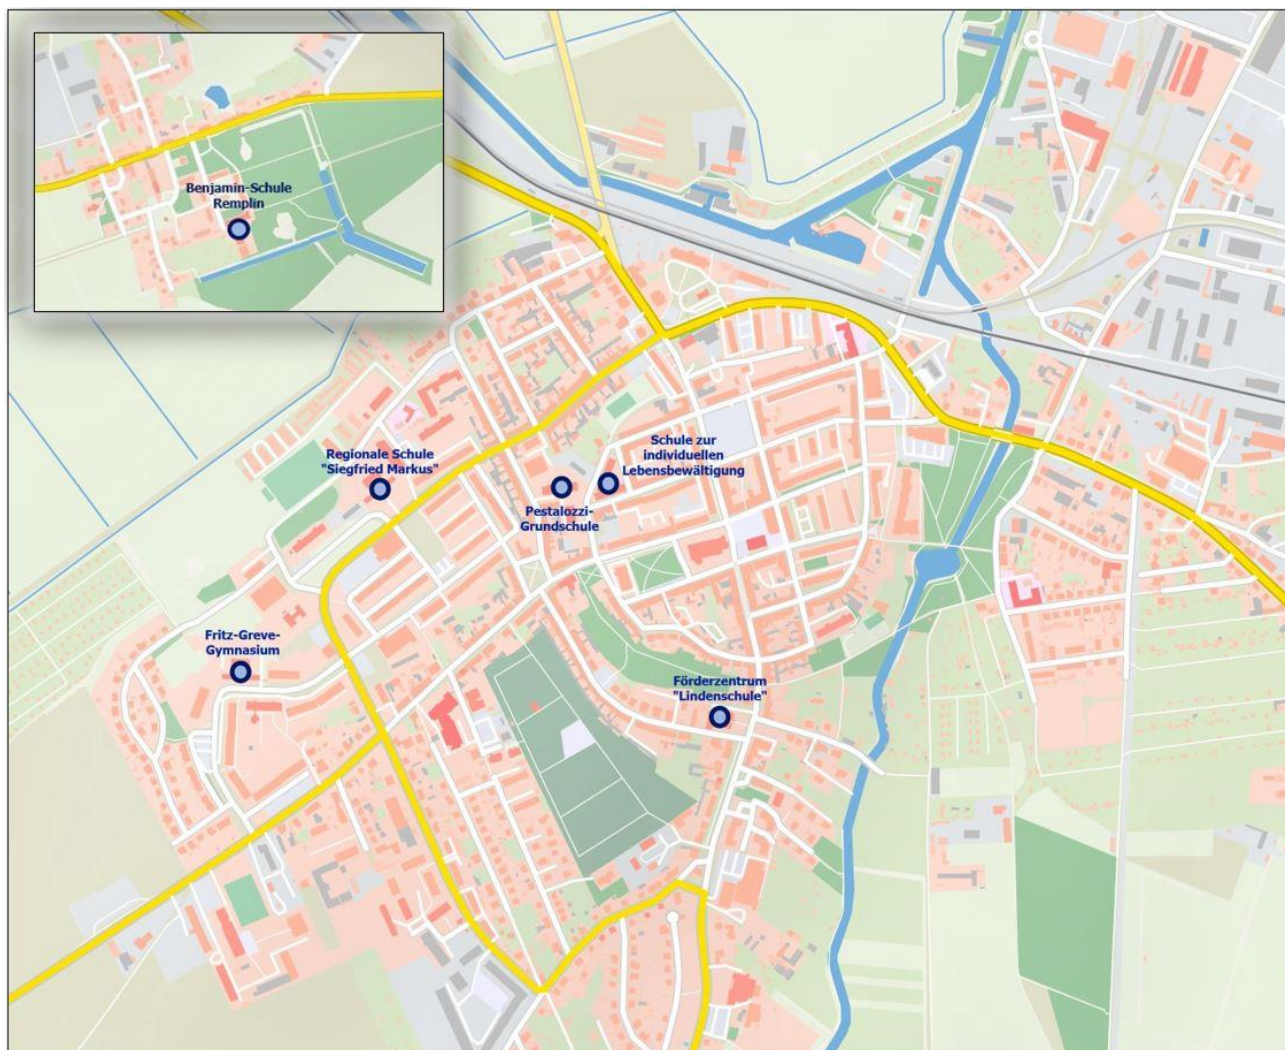 Benjamin-Schule
Remplin
Regionale Schule
"Siegfried Markus"
Schule zur
individuellen
Lebensbewältigung
Pestalozzi-
Grundschule
Fritz-Greve-
Gymnasium
Förderzentrum
"Lindenschule"